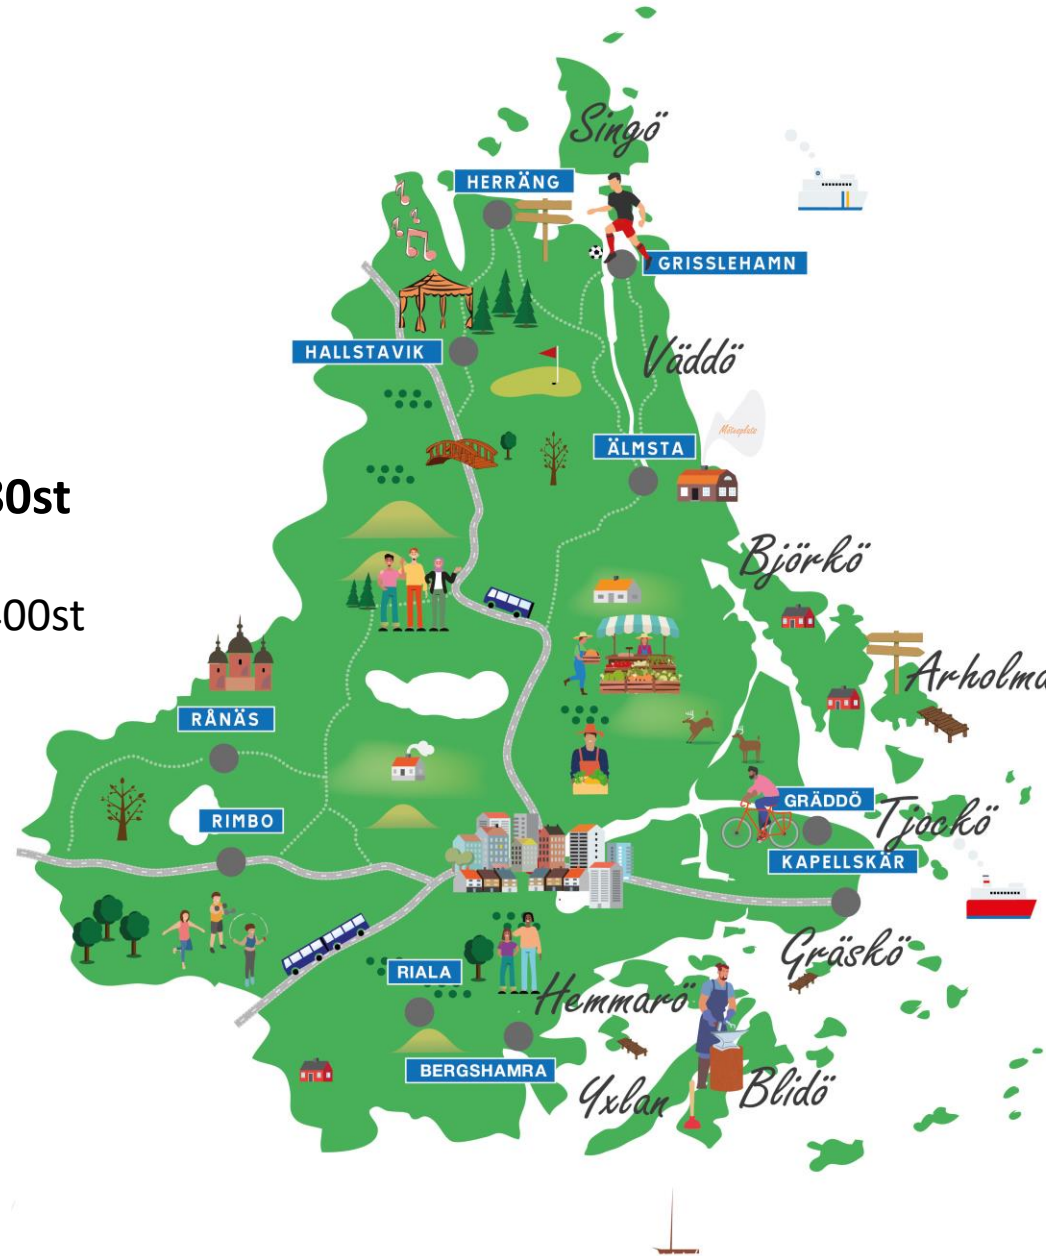 Singö
HERRÄNG
GRISSLEHAMN
HALLSTAVIK
Väddö
Mötesplats
ÄLMSTA
Björkö
Arholma
RÅNÄS
GRÄDDÖ
Tjockö
RIMBO
KAPELLSKÄR
Gräskö
RIALA
Hemmarö
BERGSHAMRA
Yxlan
Blidö
00st